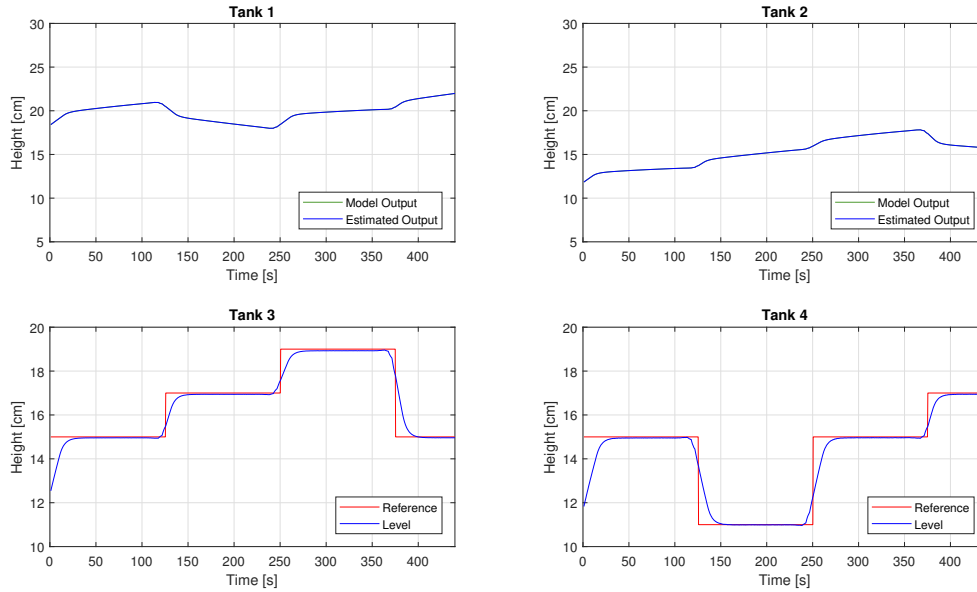 Tank 1
Height [cm]
30
25
20
15
10
5
0 50 100 150 200 250 300 350 400
Time [s]
Model Output
Estimated Output
Tank 2
Height [cm]
30
25
20
15
10
5
0 50 100 150 200 250 300 350 400
Time [s]
Model Output
Estimated Output
Tank 3
Height [cm]
20
18
16
14
12
10
0 50 100 150 200 250 300 350 400
Time [s]
Reference
Level
Tank 4
Height [cm]
20
18
16
14
12
10
0 50 100 150 200 250 300 350 400
Time [s]
Reference
Level